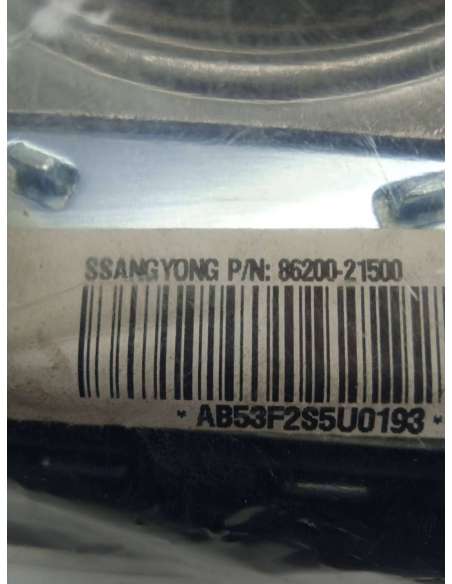 SSANGYONG P/N: 86200-21500
* AB53F2S5U0193 *